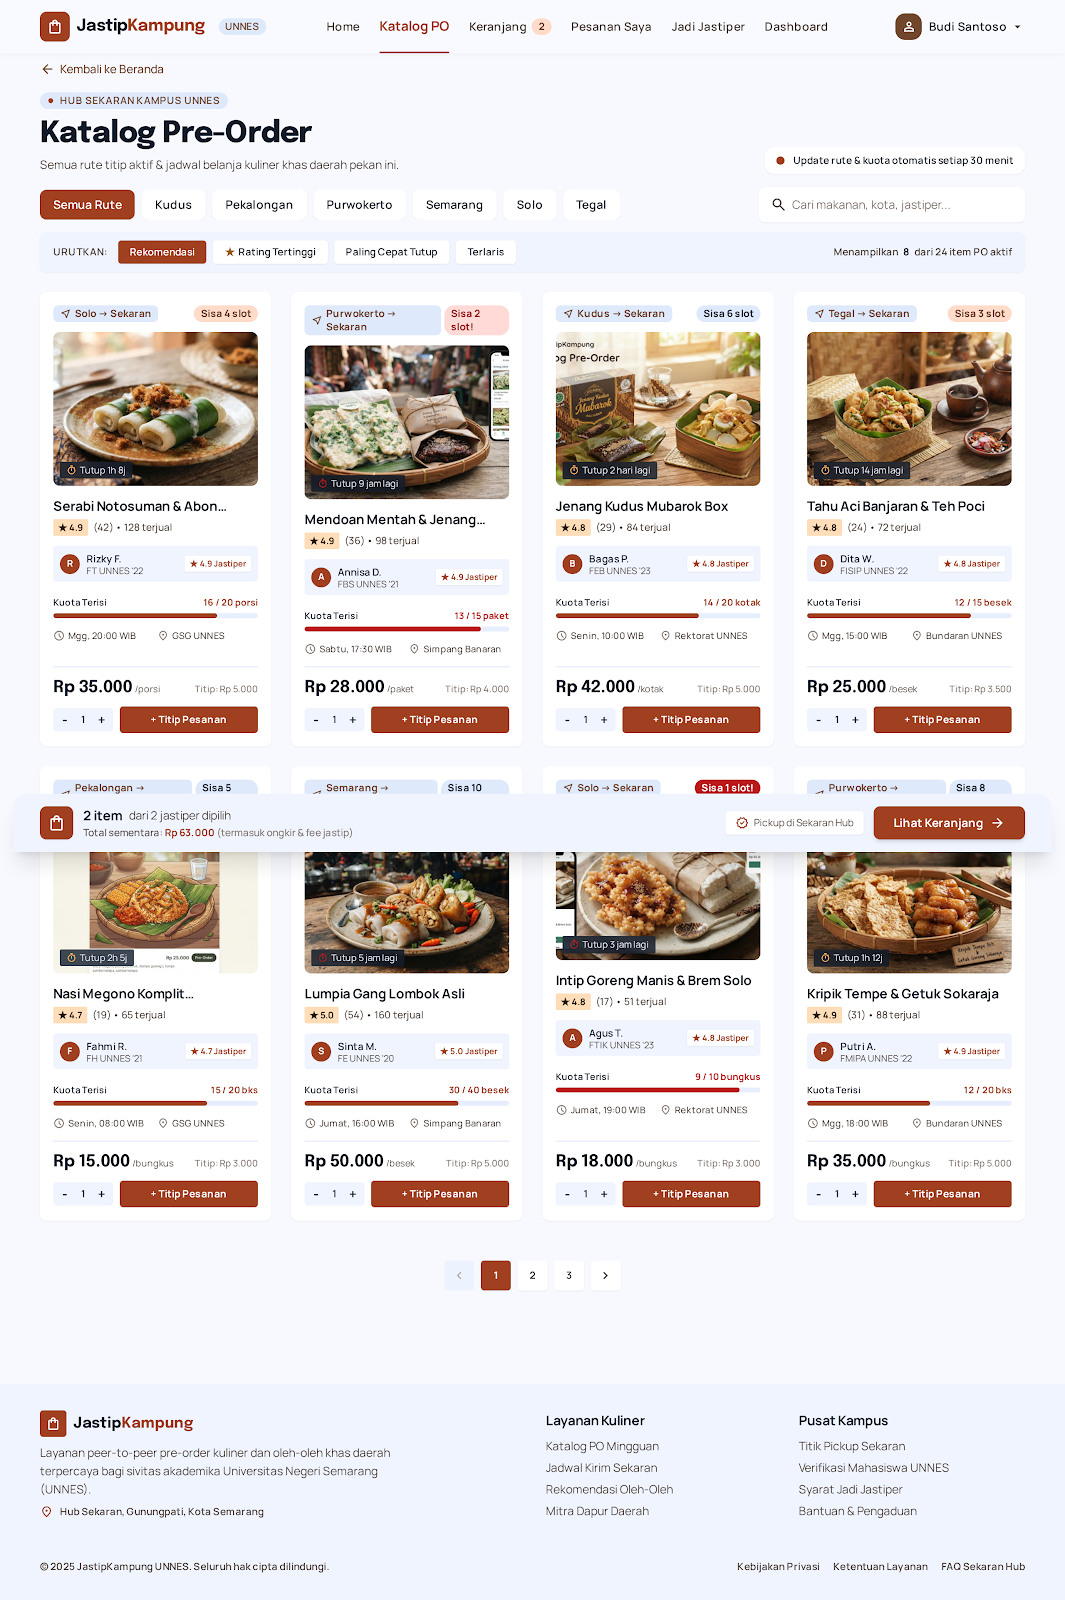 JastipKampung UNNES Home Katalog PO Keranjang 2 Pesanan Saya Jadi Jastiper Dashboard Budi Santoso
Kembali ke Beranda
HUB SEKARAN KAMPUS UNNES
Katalog Pre-Order
Semua rute titip aktif & jadwal belanja kuliner khas daerah pekan ini.
Update rute & kuota otomatis setiap 30 menit
Semua Rute Kudus Pekalongan Purwokerto Semarang Solo Tegal
Cari makanan, kota, jastiper...
URUTKAN: Rekomendasi ★ Rating Tertinggi Paling Cepat Tutup Terlaris
Menampilkan 8 dari 24 item PO aktif
Solo → Sekaran Sisa 4 slot
Tutup 1h 8j
Serabi Notosuman & Abon...
★ 4.9 (42) • 128 terjual
R Rizky F.
FT UNNES '22
★ 4.9 Jastiper
Kuota Terisi 16 / 20 porsi
Mgg, 20:00 WIB GSG UNNES
Rp 35.000 /porsi Titip: Rp 5.000
- 1 + + Titip Pesanan
Purwokerto →
Sekaran
Sisa 2
slot!
Tutup 9 jam lagi
Mendoan Mentah & Jenang...
★ 4.9 (36) • 98 terjual
A Annisa D.
FBS UNNES '21
★ 4.9 Jastiper
Kuota Terisi 13 / 15 paket
Sabtu, 17:30 WIB Simpang Banaran
Rp 28.000 /paket Titip: Rp 4.000
- 1 + + Titip Pesanan
Kudus → Sekaran Sisa 6 slot
ipKampung
og Pre-Order
Jenang Kudus
Mubarok
Tutup 2 hari lagi
Jenang Kudus Mubarok Box
★ 4.8 (29) • 84 terjual
B Bagas P.
FEB UNNES '23
★ 4.8 Jastiper
Kuota Terisi 14 / 20 kotak
Senin, 10:00 WIB Rektorat UNNES
Rp 42.000 /kotak Titip: Rp 5.000
- 1 + + Titip Pesanan
Tegal → Sekaran Sisa 3 slot
Tutup 14 jam lagi
Tahu Aci Banjaran & Teh Poci
★ 4.8 (24) • 72 terjual
D Dita W.
FISIP UNNES '22
★ 4.8 Jastiper
Kuota Terisi 12 / 15 besek
Mgg, 15:00 WIB Bundaran UNNES
Rp 25.000 /besek Titip: Rp 3.500
- 1 + + Titip Pesanan
Pekalongan → Sisa 5
Semarang → Sisa 10
Solo → Sekaran Sisa 1 slot!
Purwokerto → Sisa 8
2 item dari 2 jastiper dipilih
Total sementara: Rp 63.000 (termasuk ongkir & fee jastip)
Pickup di Sekaran Hub
Lihat Keranjang →
Rp 25.000 Pre-Order
Tutup 2h 5j
Nasi Megono Komplit...
★ 4.7 (19) • 65 terjual
F Fahmi R.
FH UNNES '21
★ 4.7 Jastiper
Kuota Terisi 15 / 20 bks
Senin, 08:00 WIB GSG UNNES
Rp 15.000 /bungkus Titip: Rp 3.000
- 1 + + Titip Pesanan
Tutup 5 jam lagi
Lumpia Gang Lombok Asli
★ 5.0 (54) • 160 terjual
S Sinta M.
FE UNNES '20
★ 5.0 Jastiper
Kuota Terisi 30 / 40 besek
Jumat, 16:00 WIB Simpang Banaran
Rp 50.000 /besek Titip: Rp 5.000
- 1 + + Titip Pesanan
Tutup 3 jam lagi
Intip Goreng Manis & Brem Solo
★ 4.8 (17) • 51 terjual
A Agus T.
FTIK UNNES '23
★ 4.8 Jastiper
Kuota Terisi 9 / 10 bungkus
Jumat, 19:00 WIB Rektorat UNNES
Rp 18.000 /bungkus Titip: Rp 3.000
- 1 + + Titip Pesanan
Kripik Tempe & Getuk
Tutup 1h 12j
Kripik Tempe & Getuk Sokaraja
★ 4.9 (31) • 88 terjual
P Putri A.
FMIPA UNNES '22
★ 4.9 Jastiper
Kuota Terisi 12 / 20 bks
Mgg, 18:00 WIB Bundaran UNNES
Rp 35.000 /bungkus Titip: Rp 5.000
- 1 + + Titip Pesanan
1 2 3
JastipKampung
Layanan peer-to-peer pre-order kuliner dan oleh-oleh khas daerah
terpercaya bagi sivitas akademika Universitas Negeri Semarang
(UNNES).
Hub Sekaran, Gunungpati, Kota Semarang
Layanan Kuliner
Katalog PO Mingguan
Jadwal Kirim Sekaran
Rekomendasi Oleh-Oleh
Mitra Dapur Daerah
Pusat Kampus
Titik Pickup Sekaran
Verifikasi Mahasiswa UNNES
Syarat Jadi Jastiper
Bantuan & Pengaduan
© 2025 JastipKampung UNNES. Seluruh hak cipta dilindungi.
Kebijakan Privasi Ketentuan Layanan FAQ Sekaran Hub